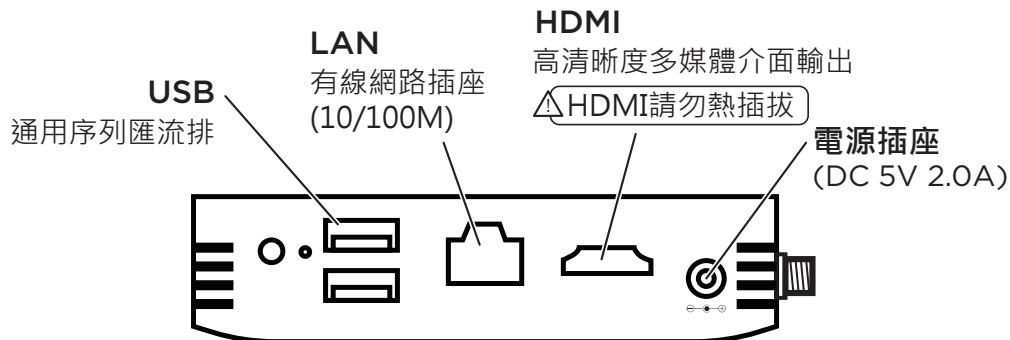 USB
通用序列匯流排
LAN
有線網路插座
(10/100M)
HDMI
高清晰度多媒體介面輸出
⚠HDMI請勿熱插拔
電源插座
(DC 5V 2.0A)